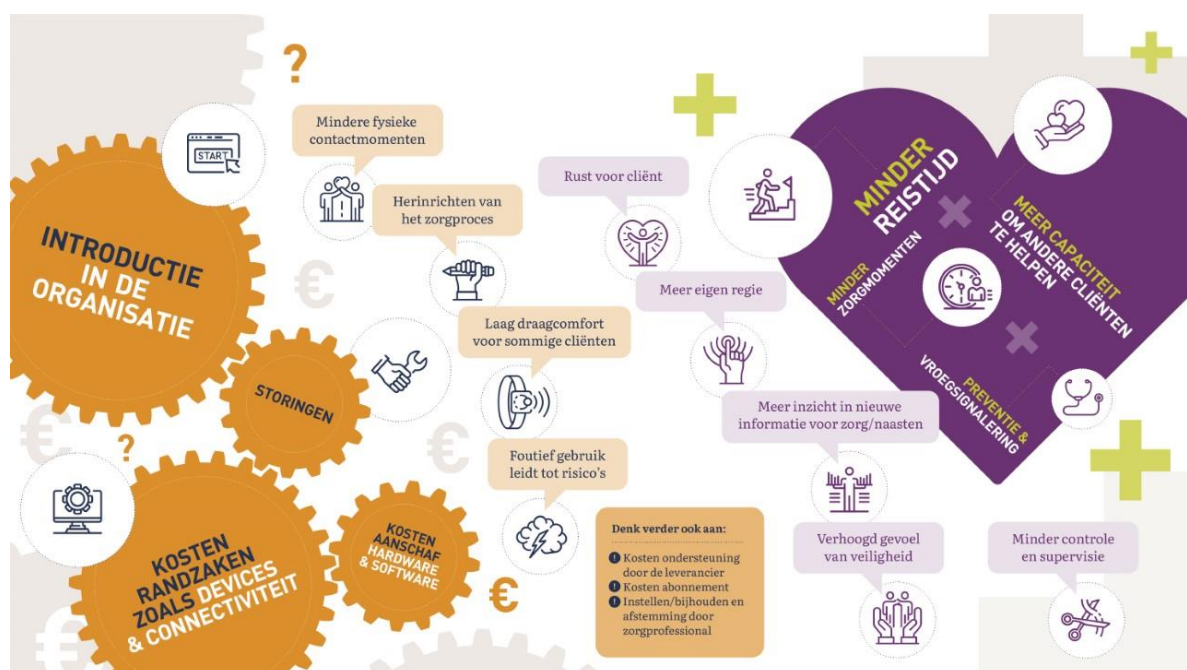 ?
START
INTRODUCTIE
IN DE
ORGANISATIE
STORINGEN
€
€
€
?
KOSTEN
RANDZAKEN
ZOALS DEVICES
& CONNECTIVITEIT
KOSTEN
AANSCHAF
HARDWARE
& SOFTWARE
€
€
Mindere fysieke
contactmomenten
Herinrichten van
het zorgproces
Laag draagcomfort
voor sommige cliënten
Foutief gebruik
leidt tot risico's
Denk verder ook aan:
! Kosten ondersteuning
door de leverancier
! Kosten abonnement
! Instellen/bijhouden en
afstemming door
zorgprofessional
Rust voor cliënt
Meer eigen regie
Meer inzicht in nieuwe
informatie voor zorg/naasten
Verhoogd gevoel
van veiligheid
Minder controle
en supervisie
MINDER
REISTIJD
MINDER
ZORGMOMENTEN
MEER CAPACITEIT
OM ANDERE CLIËNTEN
TE HELPEN
PREVENTIE &
VROEGSIGNALERING